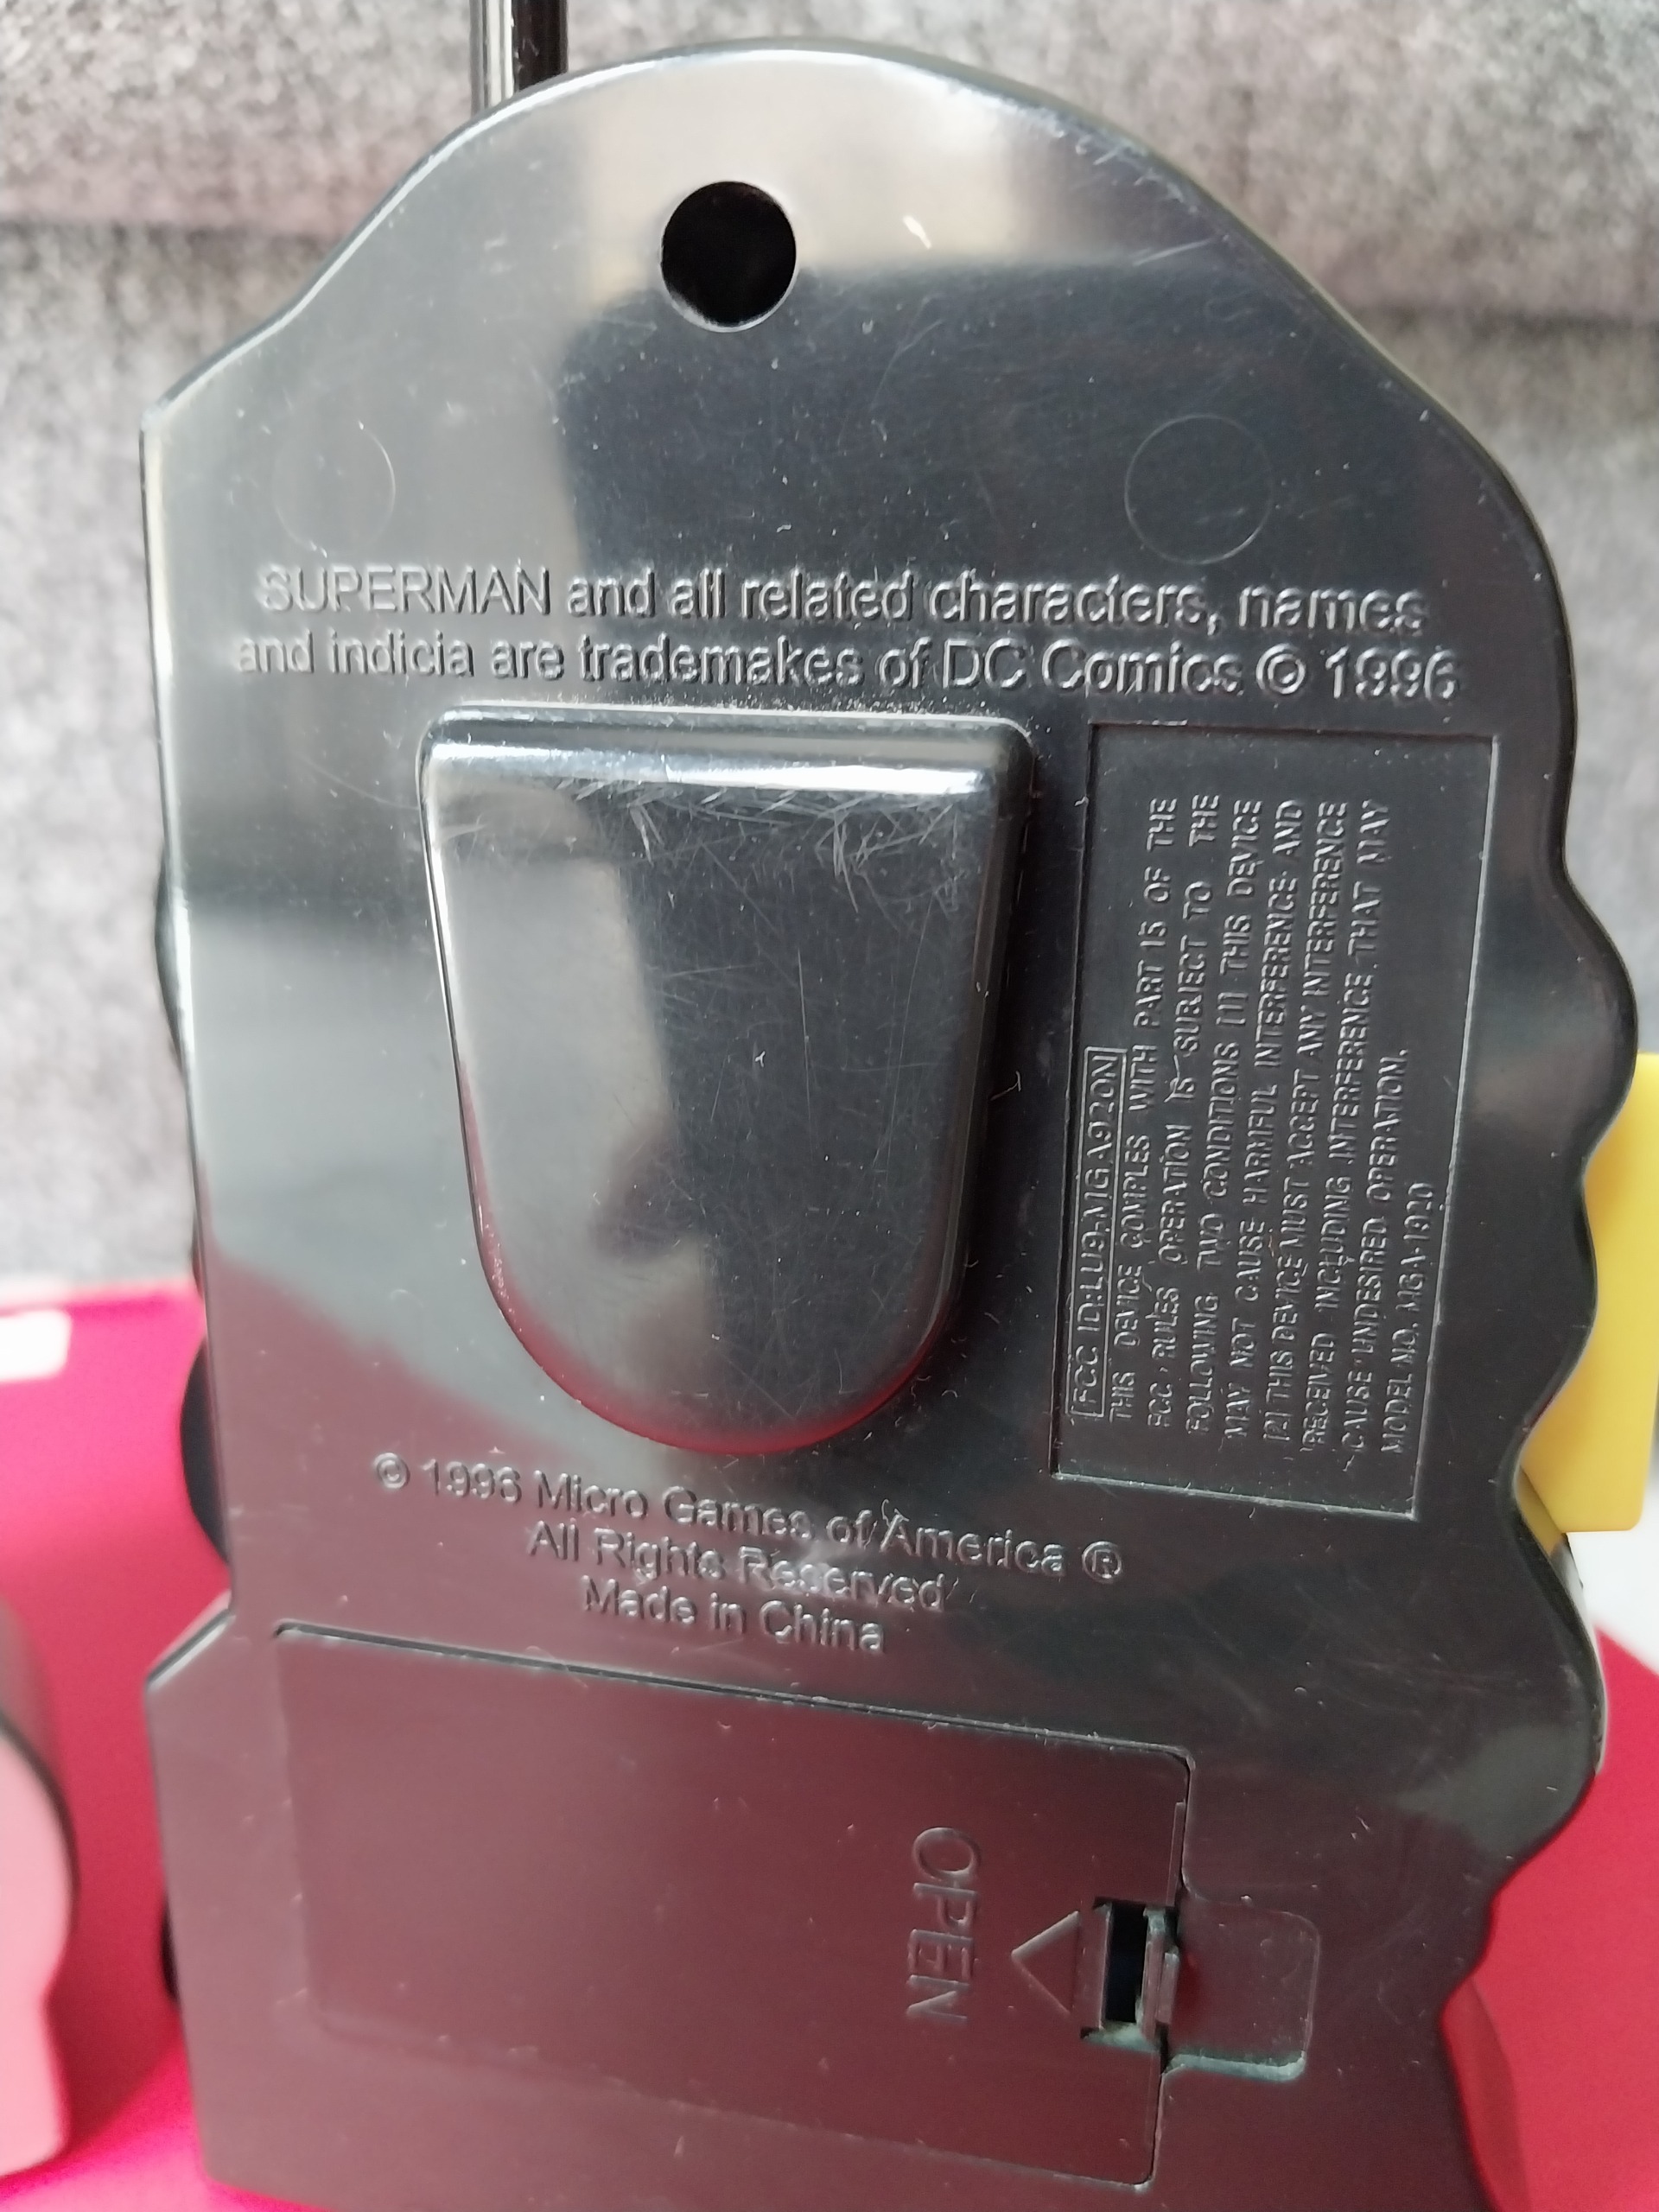 SUPERMAN and all related characters, names
and indicia are trademakes of DC Comics © 1996
FCC ID:LU9-MGA920N
THIS DEVICE COMPLES WITH PART 15 OF THE
FCC RULES OPERATION IS SUBJECT TO THE
FOLLOWING TWO CONDITIONS [1] THIS DEVICE
MAY NOT CAUSE HARMFUL INTERFERENCE AND
[2] THIS DEVICE MUST ACCEPT ANY INTERFERENCE
RECEIVED INCLUDING INTERFERENCE THAT MAY
CAUSE UNDESIRED OPERATION.
MODEL NO. MGA-1920
© 1996 Micro Games of America ®
All Rights Reserved
Made in China
OPEN